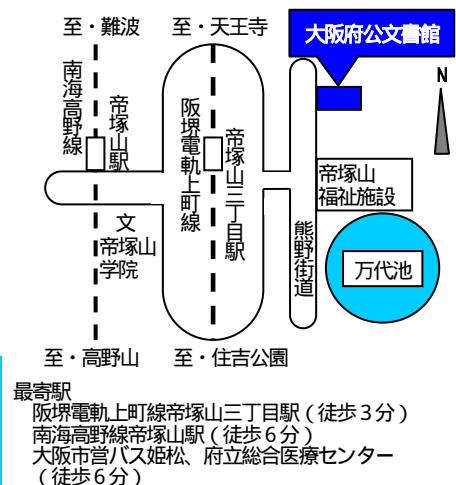 至・難波
至・天王寺
大阪府公文書館
N
南海高野線
帝塚山駅
阪堺電軌上町線
帝塚山三丁目駅
帝塚山
福祉施設
文
帝塚山
学院
熊野街道
万代池
至・高野山
至・住吉公園
最寄駅
阪堺電軌上町線帝塚山三丁目駅（徒歩３分）
南海高野線帝塚山駅（徒歩６分）
大阪市営バス姫松、府立総合医療センター
（徒歩６分）